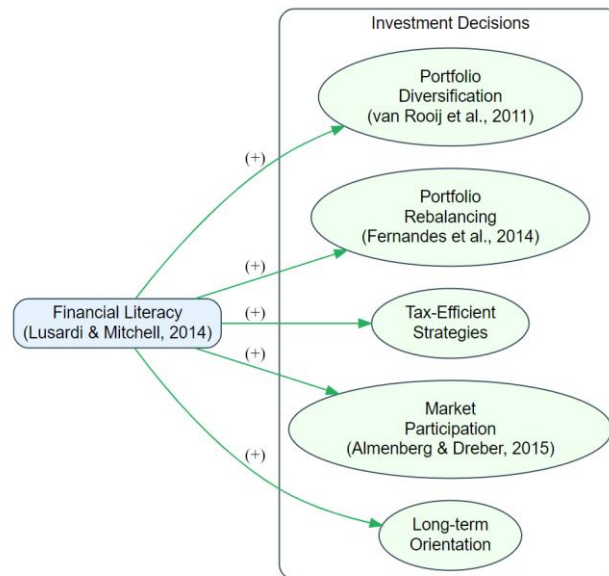 Investment Decisions
Portfolio
Diversification
(van Rooij et al., 2011)
(+)
Portfolio
Rebalancing
(Fernandes et al., 2014)
(+)
Financial Literacy
(Lusardi & Mitchell, 2014)
(+)
Tax-Efficient
Strategies
(+)
Market
Participation
(Almenberg & Dreber, 2015)
(+)
Long-term
Orientation